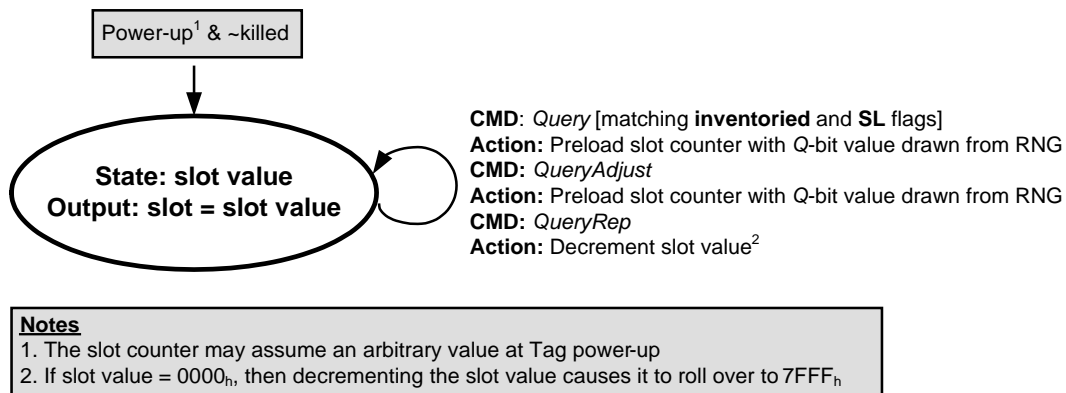 Power-up¹ & ~killed
State: slot value
Output: slot = slot value
CMD: Query [matching inventoried and SL flags]
Action: Preload slot counter with Q-bit value drawn from RNG
CMD: QueryAdjust
Action: Preload slot counter with Q-bit value drawn from RNG
CMD: QueryRep
Action: Decrement slot value²
Notes
1. The slot counter may assume an arbitrary value at Tag power-up
2. If slot value = 0000ₕ, then decrementing the slot value causes it to roll over to 7FFFₕ